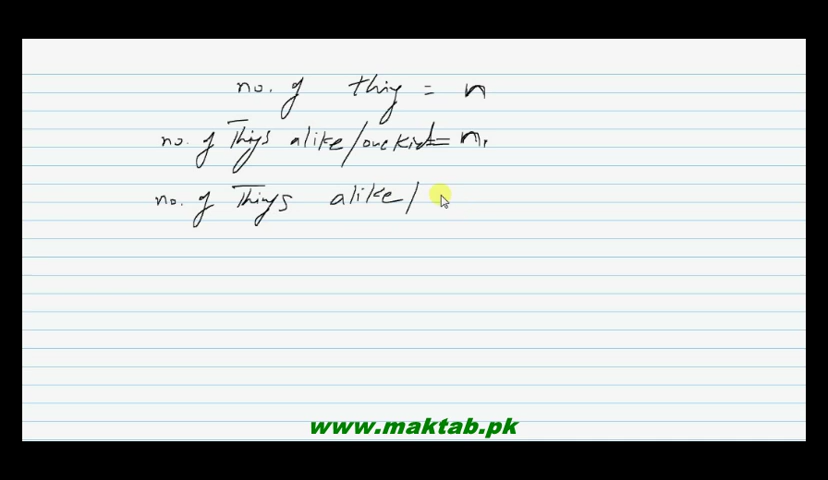 no. of thing = n
no. of Things alike/one kind = n₁
no. of Things alike/
www.maktab.pk